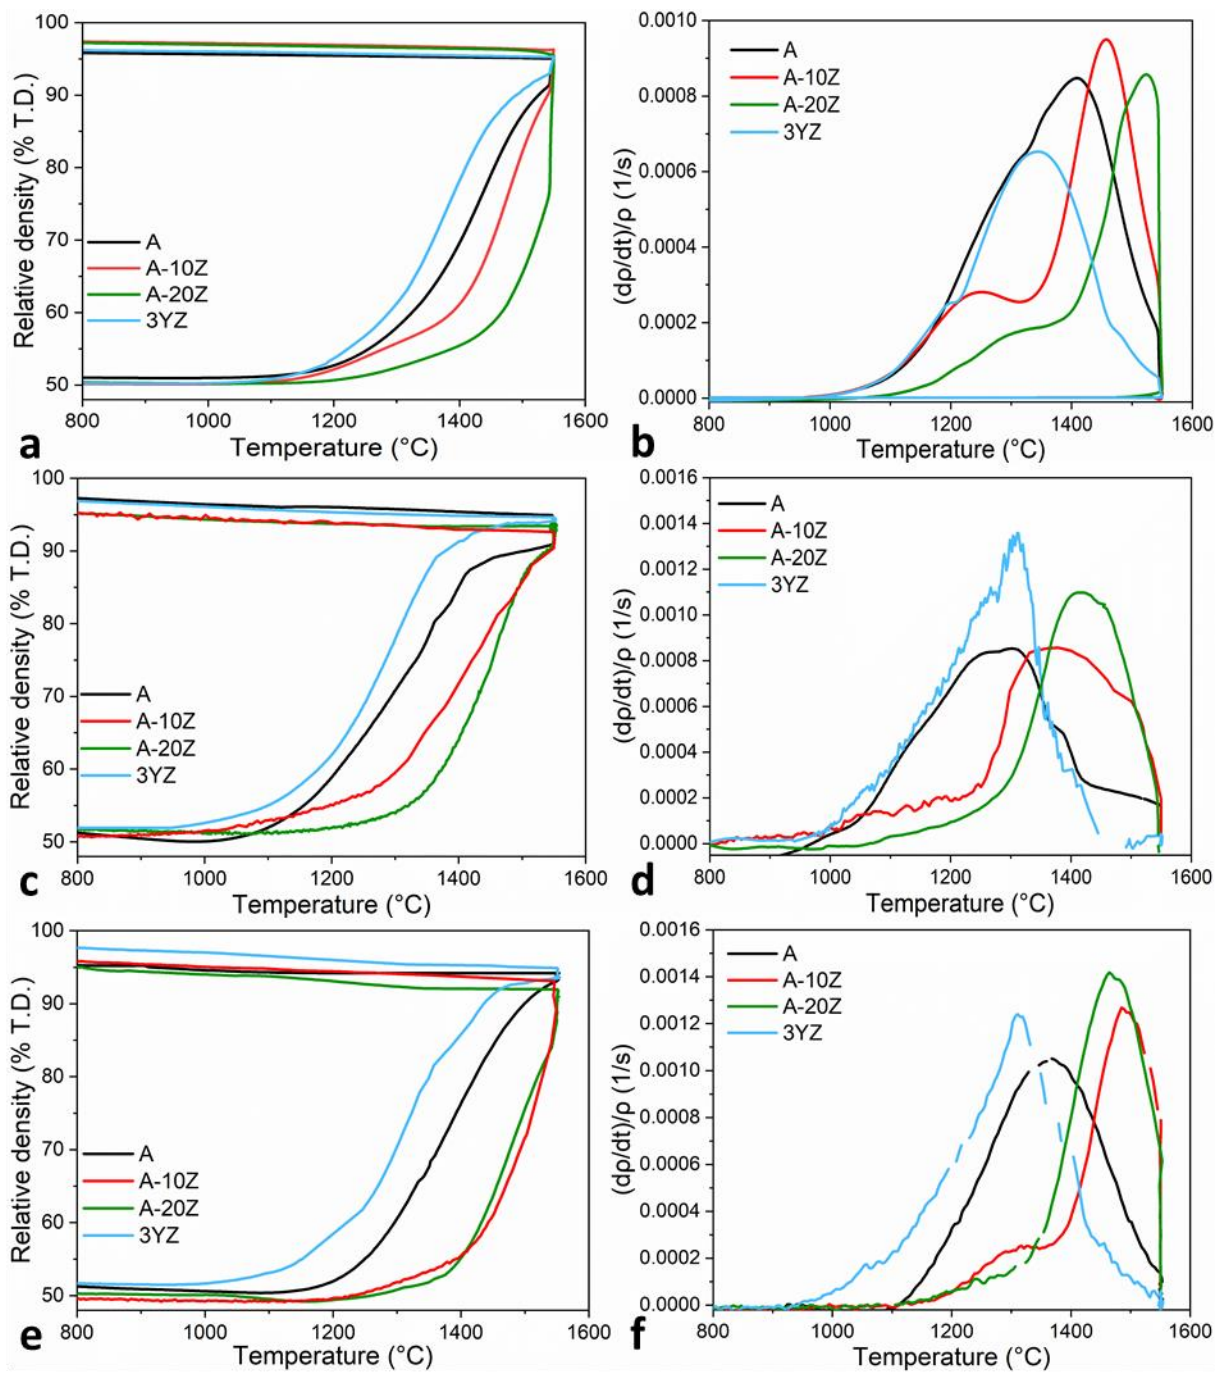 100
90
80
70
60
50
Relative density (% T.D.)
A
A-10Z
A-20Z
3YZ
800
1000
1200
1400
1600
Temperature (°C)
a
0.0010
0.0008
0.0006
0.0004
0.0002
0.0000
(dρ/dt)/ρ (1/s)
A
A-10Z
A-20Z
3YZ
800
1000
1200
1400
1600
Temperature (°C)
b
100
90
80
70
60
50
Relative density (% T.D.)
A
A-10Z
A-20Z
3YZ
800
1000
1200
1400
1600
Temperature (°C)
c
0.0016
0.0014
0.0012
0.0010
0.0008
0.0006
0.0004
0.0002
0.0000
(dρ/dt)/ρ (1/s)
A
A-10Z
A-20Z
3YZ
800
1000
1200
1400
1600
Temperature (°C)
d
100
90
80
70
60
50
Relative density (% T.D.)
A
A-10Z
A-20Z
3YZ
800
1000
1200
1400
1600
Temperature (°C)
e
0.0016
0.0014
0.0012
0.0010
0.0008
0.0006
0.0004
0.0002
0.0000
(dρ/dt)/ρ (1/s)
A
A-10Z
A-20Z
3YZ
800
1000
1200
1400
1600
Temperature (°C)
f